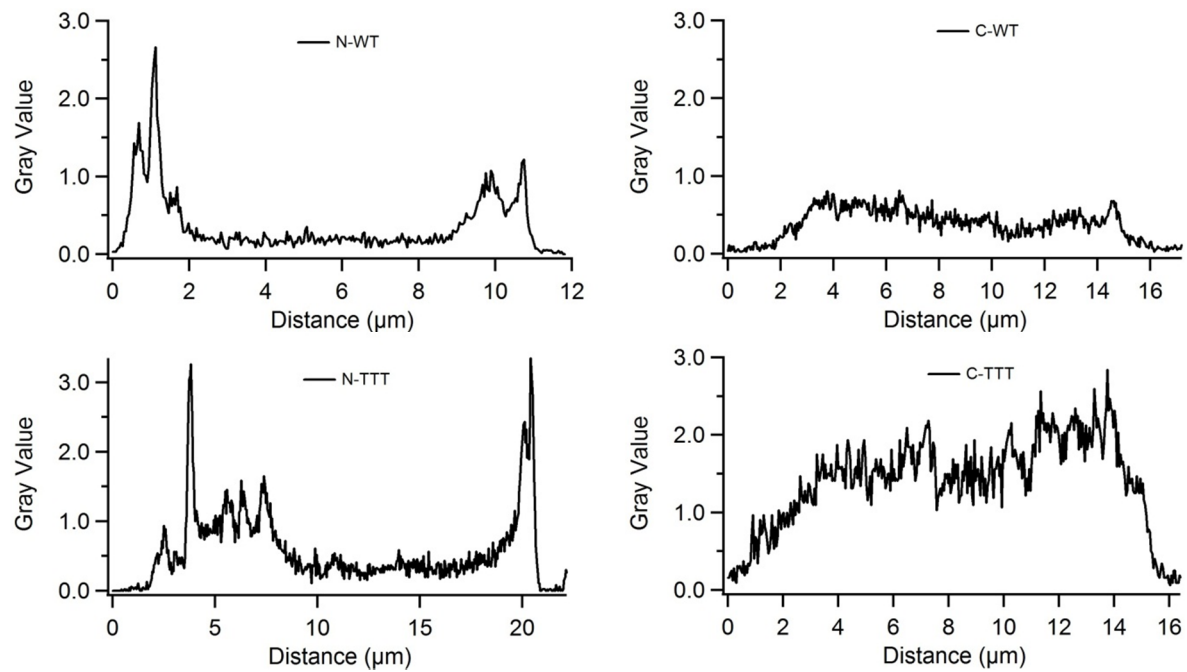 3.0
2.0
1.0
0.0
Gray Value
N-WT
0 2 4 6 8 10 12
Distance (µm)
3.0
2.0
1.0
0.0
Gray Value
C-WT
0 2 4 6 8 10 12 14 16
Distance (µm)
3.0
2.0
1.0
0.0
Gray Value
N-TTT
0 5 10 15 20
Distance (µm)
3.0
2.0
1.0
0.0
Gray Value
C-TTT
0 2 4 6 8 10 12 14 16
Distance (µm)